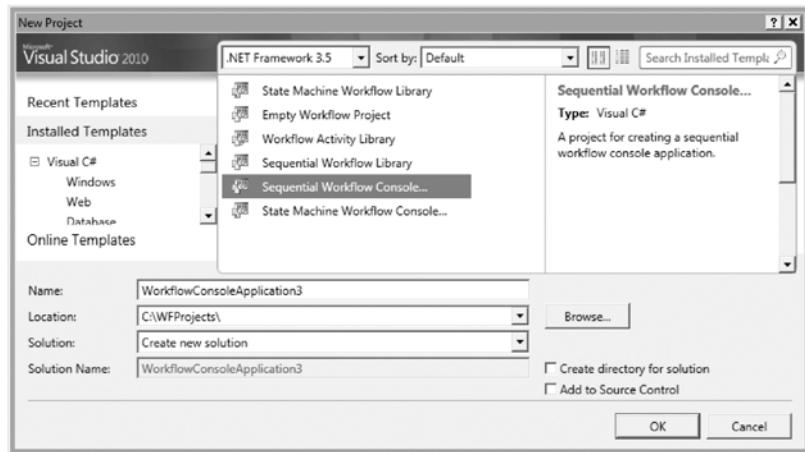 New Project
Microsoft
Visual Studio 2010
.NET Framework 3.5
Sort by: Default
Search Installed Templa
Recent Templates
Installed Templates
Visual C#
Windows
Web
Database
Online Templates
State Machine Workflow Library
Empty Workflow Project
Workflow Activity Library
Sequential Workflow Library
Sequential Workflow Console...
State Machine Workflow Console...
Sequential Workflow Console...
Type: Visual C#
A project for creating a sequential
workflow console application.
Name: WorkflowConsoleApplication3
Location: C:\WFProjects\
Browse...
Solution: Create new solution
Solution Name: WorkflowConsoleApplication3
Create directory for solution
Add to Source Control
OK Cancel